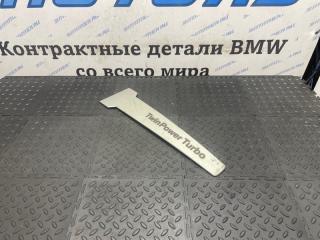 Контрактные детали BMW
со всего мира
TwinPower Turbo